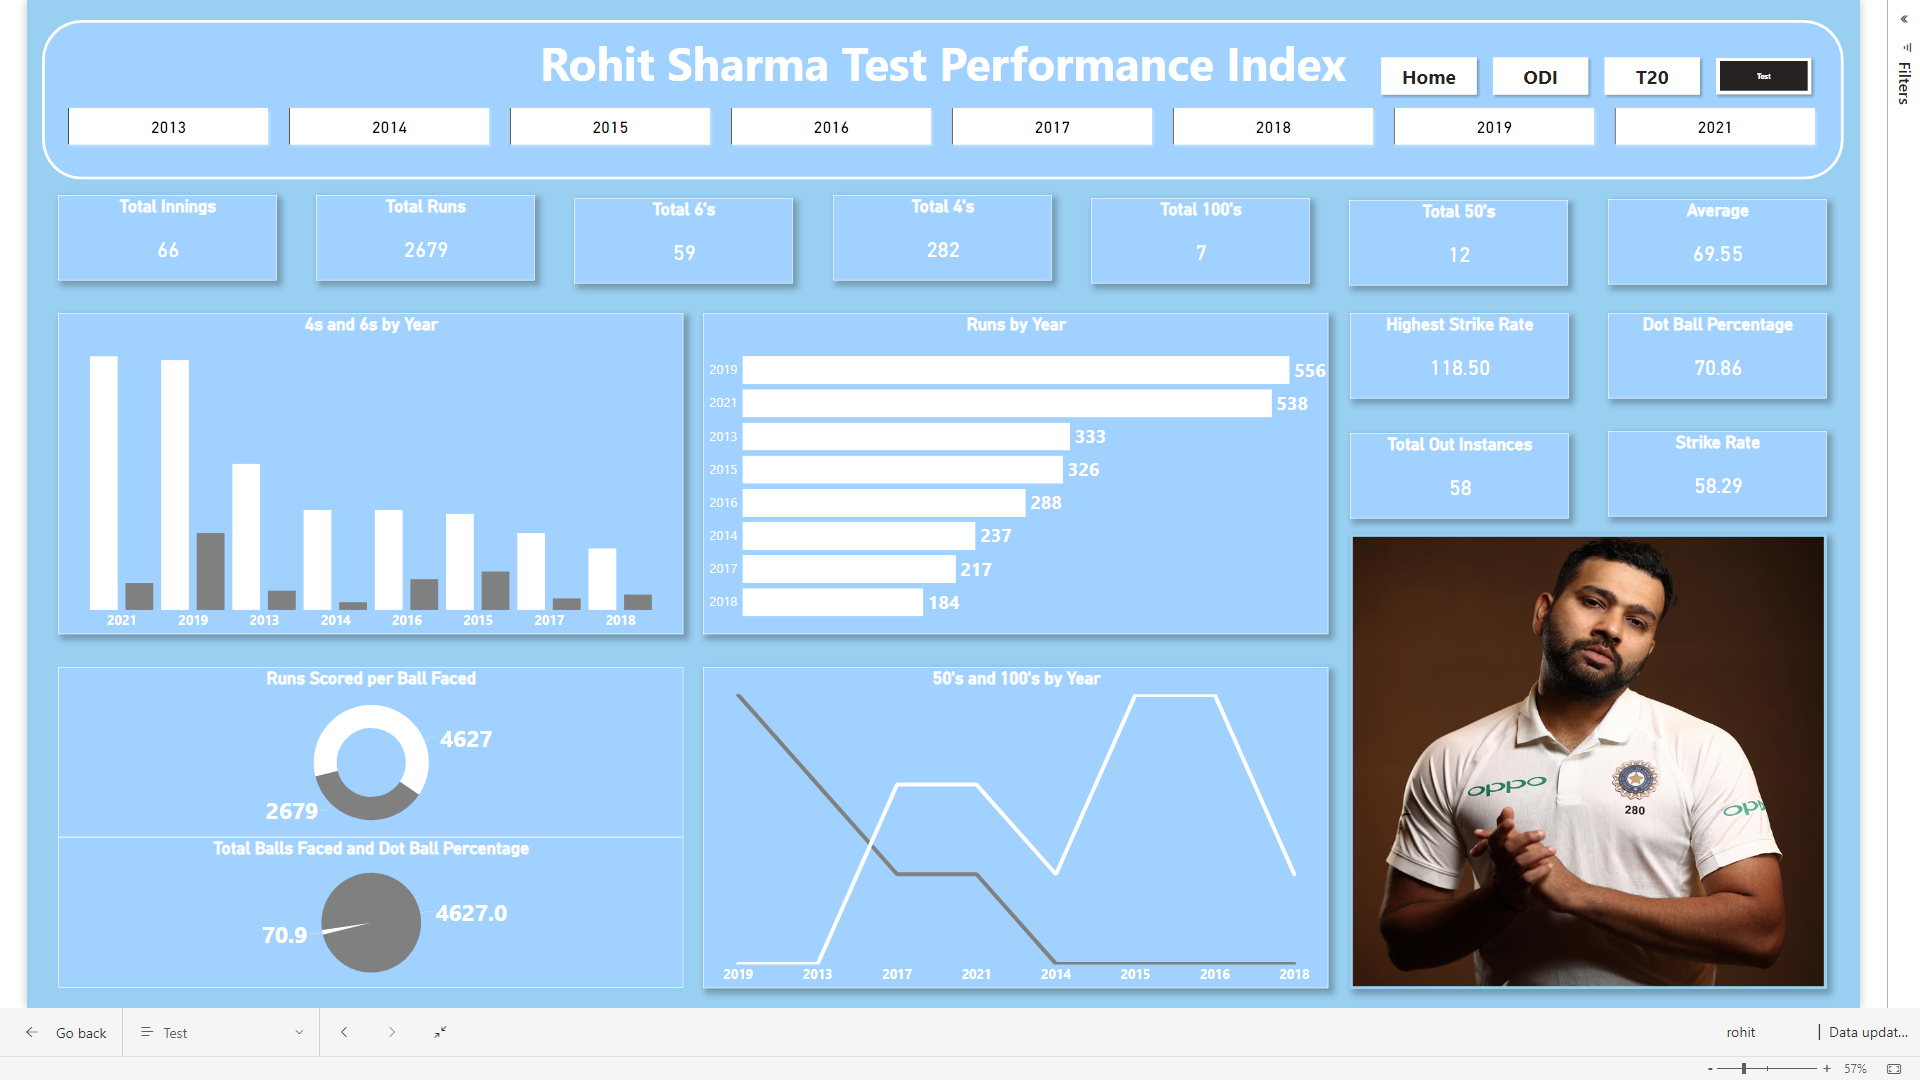 Rohit Sharma Test Performance Index
Home
ODI
T20
Test
2013
2014
2015
2016
2017
2018
2019
2021
Total Innings
66
Total Runs
2679
Total 6's
59
Total 4's
282
Total 100's
7
Total 50's
12
Average
69.55
4s and 6s by Year
2021
2019
2013
2014
2016
2015
2017
2018
Runs by Year
2019
556
2021
538
2013
333
2015
326
2016
288
2014
237
2017
217
2018
184
Highest Strike Rate
118.50
Dot Ball Percentage
70.86
Total Out Instances
58
Strike Rate
58.29
Runs Scored per Ball Faced
4627
2679
Total Balls Faced and Dot Ball Percentage
4627.0
70.9
50's and 100's by Year
2019
2013
2017
2021
2014
2015
2016
2018
oppo
280
opp
Filters
Go back
Test
rohit
| Data updat...
- +
57%